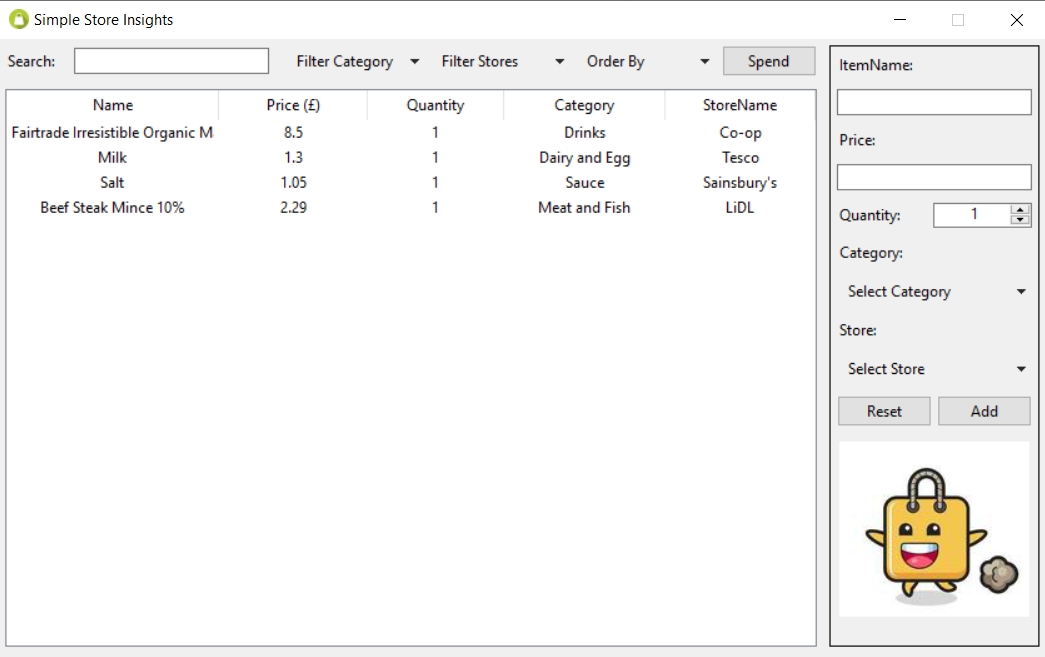 Simple Store Insights
Search: Filter Category Filter Stores Order By Spend
Name Price (£) Quantity Category StoreName
Fairtrade Irresistible Organic M 8.5 1 Drinks Co-op
Milk 1.3 1 Dairy and Egg Tesco
Salt 1.05 1 Sauce Sainsbury's
Beef Steak Mince 10% 2.29 1 Meat and Fish LiDL
ItemName:
Price:
Quantity: 1
Category:
Select Category
Store:
Select Store
Reset Add